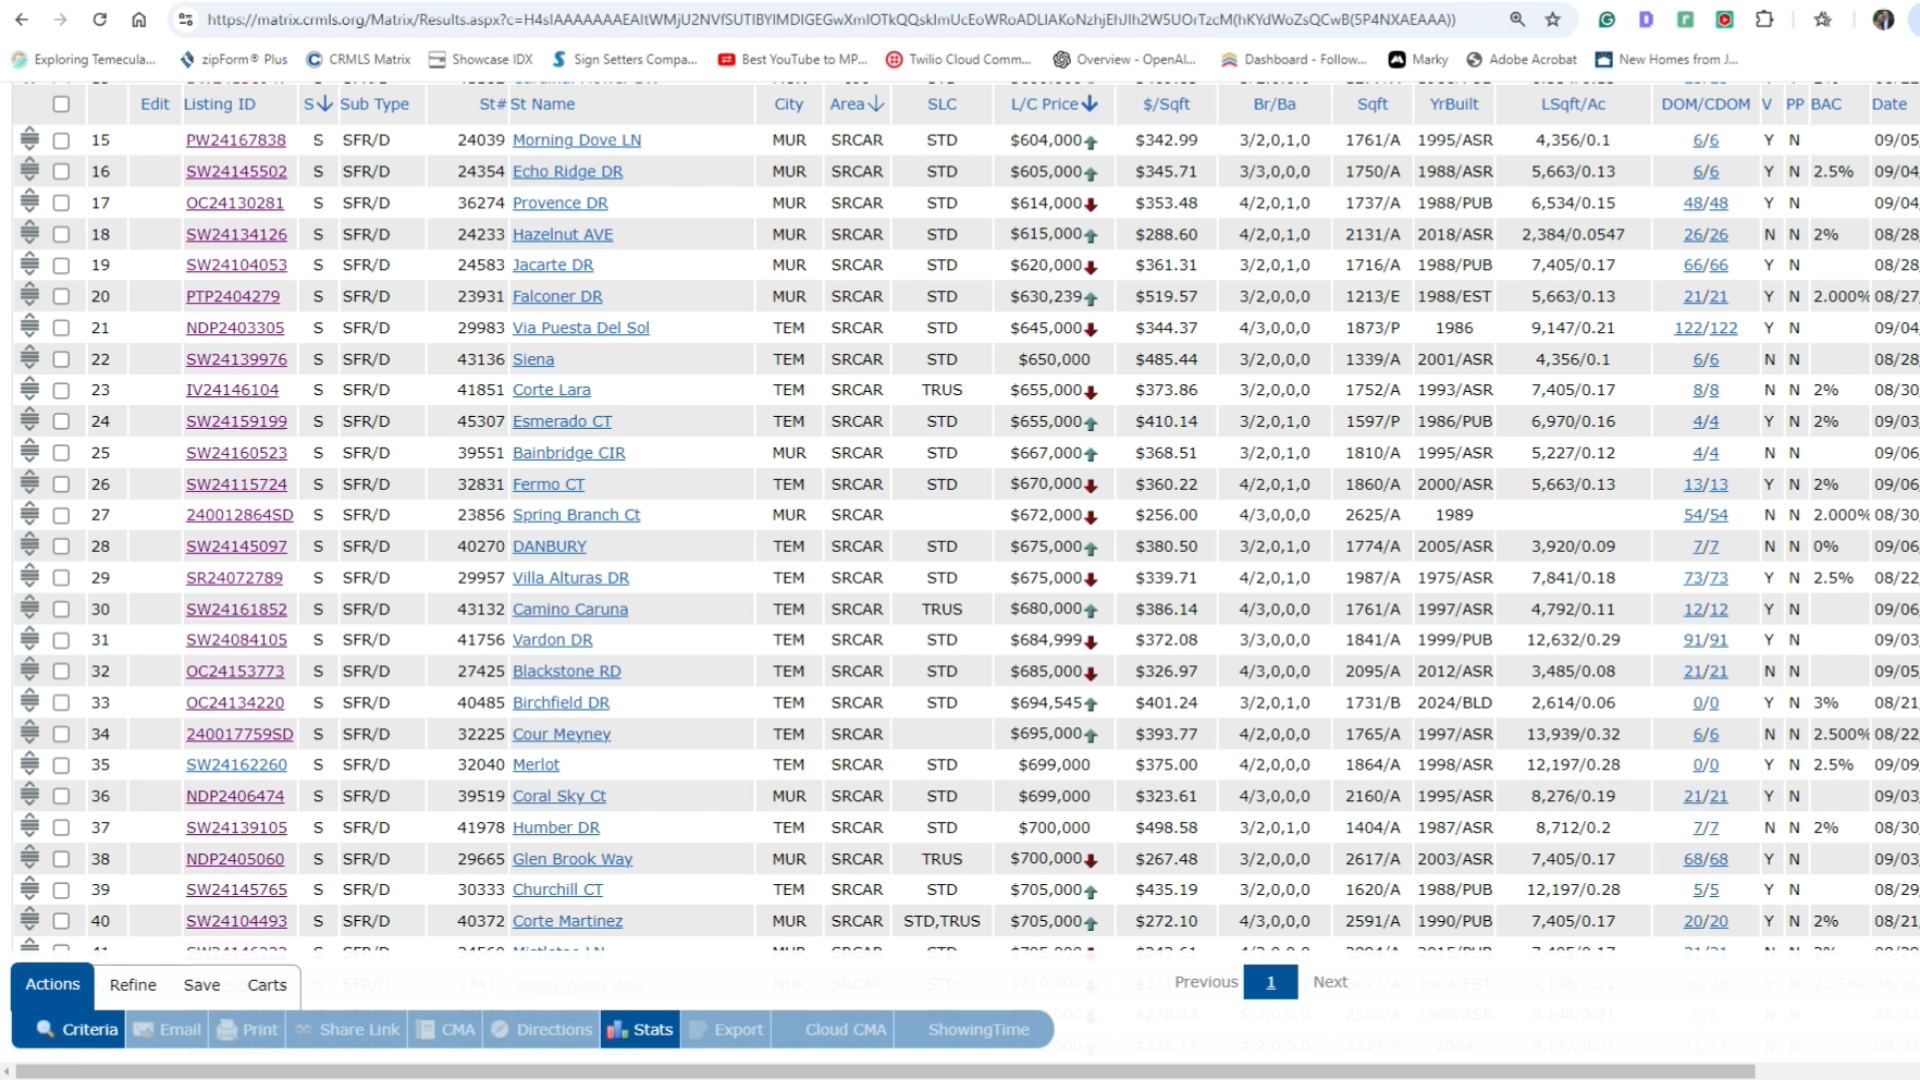 https://matrix.crmls.org/Matrix/Results.aspx?c=
Exploring Temecula... zipForm® Plus CRMLS Matrix Showcase IDX Sign Setters Compa... Best YouTube to MP... Twilio Cloud Comm... Overview - OpenAI... Dashboard - Follow... Marky Adobe Acrobat New Homes from J...
Edit Listing ID S Sub Type St# St Name City Area SLC L/C Price $/Sqft Br/Ba Sqft YrBuilt LSqft/Ac DOM/CDOM V PP BAC Date
15 PW24167838 S SFR/D 24039 Morning Dove LN MUR SRCAR STD $604,000 $342.99 3/2,0,1,0 1761/A 1995/ASR 4,356/0.1 6/6 Y N 09/05
16 SW24145502 S SFR/D 24354 Echo Ridge DR MUR SRCAR STD $605,000 $345.71 3/3,0,0,0 1750/A 1988/ASR 5,663/0.13 6/6 Y N 2.5% 09/04
17 OC24130281 S SFR/D 36274 Provence DR MUR SRCAR STD $614,000 $353.48 4/2,0,1,0 1737/A 1988/PUB 6,534/0.15 48/48 Y N 09/04
18 SW24134126 S SFR/D 24233 Hazelnut AVE MUR SRCAR STD $615,000 $288.60 4/2,0,1,0 2131/A 2018/ASR 2,384/0.0547 26/26 N N 2% 08/28
19 SW24104053 S SFR/D 24583 Jacarte DR MUR SRCAR STD $620,000 $361.31 3/2,0,1,0 1716/A 1988/PUB 7,405/0.17 66/66 Y N 08/28
20 PTP2404279 S SFR/D 23931 Falconer DR MUR SRCAR STD $630,239 $519.57 3/2,0,0,0 1213/E 1988/EST 5,663/0.13 21/21 Y N 2.000% 08/27
21 NDP2403305 S SFR/D 29983 Via Puesta Del Sol TEM SRCAR STD $645,000 $344.37 4/3,0,0,0 1873/P 1986 9,147/0.21 122/122 Y N 09/04
22 SW24139976 S SFR/D 43136 Siena TEM SRCAR STD $650,000 $485.44 3/2,0,0,0 1339/A 2001/ASR 4,356/0.1 6/6 N N 08/28
23 IV24146104 S SFR/D 41851 Corte Lara TEM SRCAR TRUS $655,000 $373.86 3/2,0,0,0 1752/A 1993/ASR 7,405/0.17 8/8 N N 2% 08/30
24 SW24159199 S SFR/D 45307 Esmerado CT TEM SRCAR STD $655,000 $410.14 3/2,0,1,0 1597/P 1986/PUB 6,970/0.16 4/4 Y N 2% 09/03
25 SW24160523 S SFR/D 39551 Bainbridge CIR MUR SRCAR STD $667,000 $368.51 3/2,0,1,0 1810/A 1995/ASR 5,227/0.12 4/4 N N 09/06
26 SW24115724 S SFR/D 32831 Fermo CT TEM SRCAR STD $670,000 $360.22 4/2,0,1,0 1860/A 2000/ASR 5,663/0.13 13/13 Y N 2% 09/06
27 240012864SD S SFR/D 23856 Spring Branch Ct MUR SRCAR $672,000 $256.00 4/3,0,0,0 2625/A 1989 54/54 N N 2.000% 08/30
28 SW24145097 S SFR/D 40270 DANBURY TEM SRCAR STD $675,000 $380.50 3/2,0,1,0 1774/A 2005/ASR 3,920/0.09 7/7 N N 0% 09/06
29 SR24072789 S SFR/D 29957 Villa Alturas DR TEM SRCAR STD $675,000 $339.71 4/2,0,1,0 1987/A 1975/ASR 7,841/0.18 73/73 Y N 2.5% 08/22
30 SW24161852 S SFR/D 43132 Camino Caruna TEM SRCAR TRUS $680,000 $386.14 4/3,0,0,0 1761/A 1997/ASR 4,792/0.11 12/12 Y N 09/06
31 SW24084105 S SFR/D 41756 Vardon DR TEM SRCAR STD $684,999 $372.08 3/3,0,0,0 1841/A 1999/PUB 12,632/0.29 91/91 Y N 09/03
32 OC24153773 S SFR/D 27425 Blackstone RD TEM SRCAR STD $685,000 $326.97 4/3,0,0,0 2095/A 2012/ASR 3,485/0.08 21/21 N N 09/05
33 OC24134220 S SFR/D 40485 Birchfield DR TEM SRCAR STD $694,545 $401.24 3/2,0,1,0 1731/B 2024/BLD 2,614/0.06 0/0 Y N 3% 08/21
34 240017759SD S SFR/D 32225 Cour Meyney TEM SRCAR $695,000 $393.77 4/2,0,0,0 1765/A 1997/ASR 13,939/0.32 6/6 N N 2.500% 08/22
35 SW24162260 S SFR/D 32040 Merlot TEM SRCAR STD $699,000 $375.00 4/2,0,0,0 1864/A 1998/ASR 12,197/0.28 0/0 Y N 2.5% 09/09
36 NDP2406474 S SFR/D 39519 Coral Sky Ct MUR SRCAR STD $699,000 $323.61 4/3,0,0,0 2160/A 1995/ASR 8,276/0.19 21/21 Y N 09/03
37 SW24139105 S SFR/D 41978 Humber DR TEM SRCAR STD $700,000 $498.58 3/2,0,1,0 1404/A 1987/ASR 8,712/0.2 7/7 N N 2% 08/30
38 NDP2405060 S SFR/D 29665 Glen Brook Way MUR SRCAR TRUS $700,000 $267.48 3/2,0,0,0 2617/A 2003/ASR 7,405/0.17 68/68 Y N 09/03
39 SW24145765 S SFR/D 30333 Churchill CT TEM SRCAR STD $705,000 $435.19 3/2,0,0,0 1620/A 1988/PUB 12,197/0.28 5/5 Y N 08/29
40 SW24104493 S SFR/D 40372 Corte Martinez MUR SRCAR STD,TRUS $705,000 $272.10 4/3,0,0,0 2591/A 1990/PUB 7,405/0.17 20/20 Y N 2% 08/21
Actions Refine Save Carts Previous 1 Next
Criteria Email Print Share Link CMA Directions Stats Export Cloud CMA ShowingTime